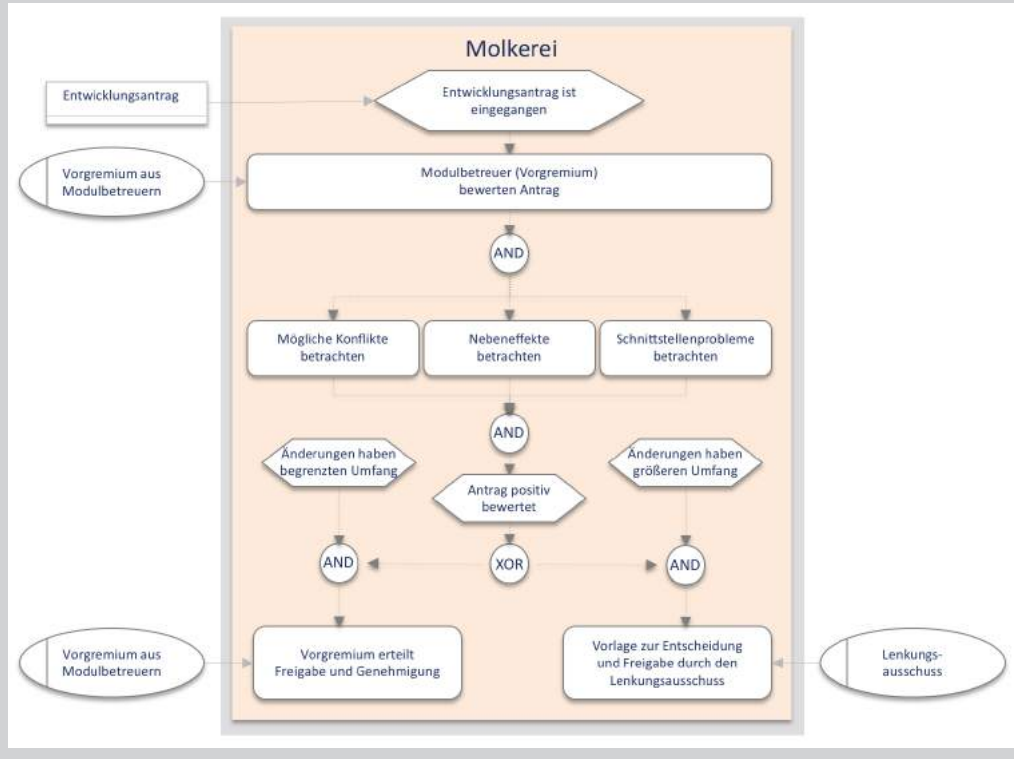 Molkerei
Entwicklungsantrag
Entwicklungsantrag ist
eingegangen
Vorgremium aus
Modulbetreuern
Modulbetreuer (Vorgremium)
bewerten Antrag
AND
Mögliche Konflikte
betrachten
Nebeneffekte
betrachten
Schnittstellenprobleme
betrachten
AND
Änderungen haben
begrenzten Umfang
Antrag positiv
bewertet
Änderungen haben
größeren Umfang
AND
XOR
AND
Vorgremium aus
Modulbetreuern
Vorgremium erteilt
Freigabe und Genehmigung
Vorlage zur Entscheidung
und Freigabe durch den
Lenkungsausschuss
Lenkungs-
ausschuss